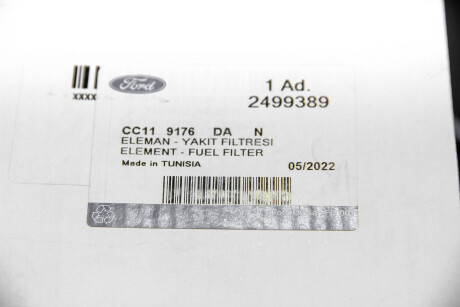 XXXX
Ford
1 Ad.
2499389
CC11 9176 DA N
ELEMAN - YAKIT FILTRESI
ELEMENT - FUEL FILTER
Made in TUNISIA
05/2022